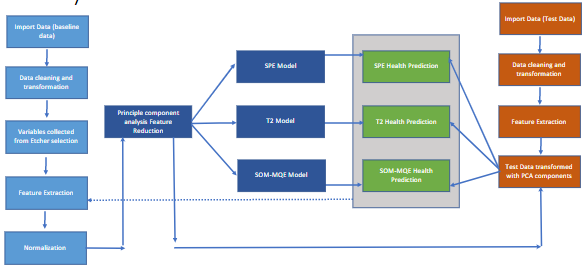 Import Data (baseline
data)
Data cleaning and
transformation
Variables collected
from Etcher selection
Feature Extraction
Normalization
Principle component
analysis Feature
Reduction
SPE Model
T2 Model
SOM-MQE Model
SPE Health Prediction
T2 Health Prediction
SOM-MQE Health
Prediction
Import Data (Test Data)
Data cleaning and
transformation
Feature Extraction
Test Data transformed
with PCA components